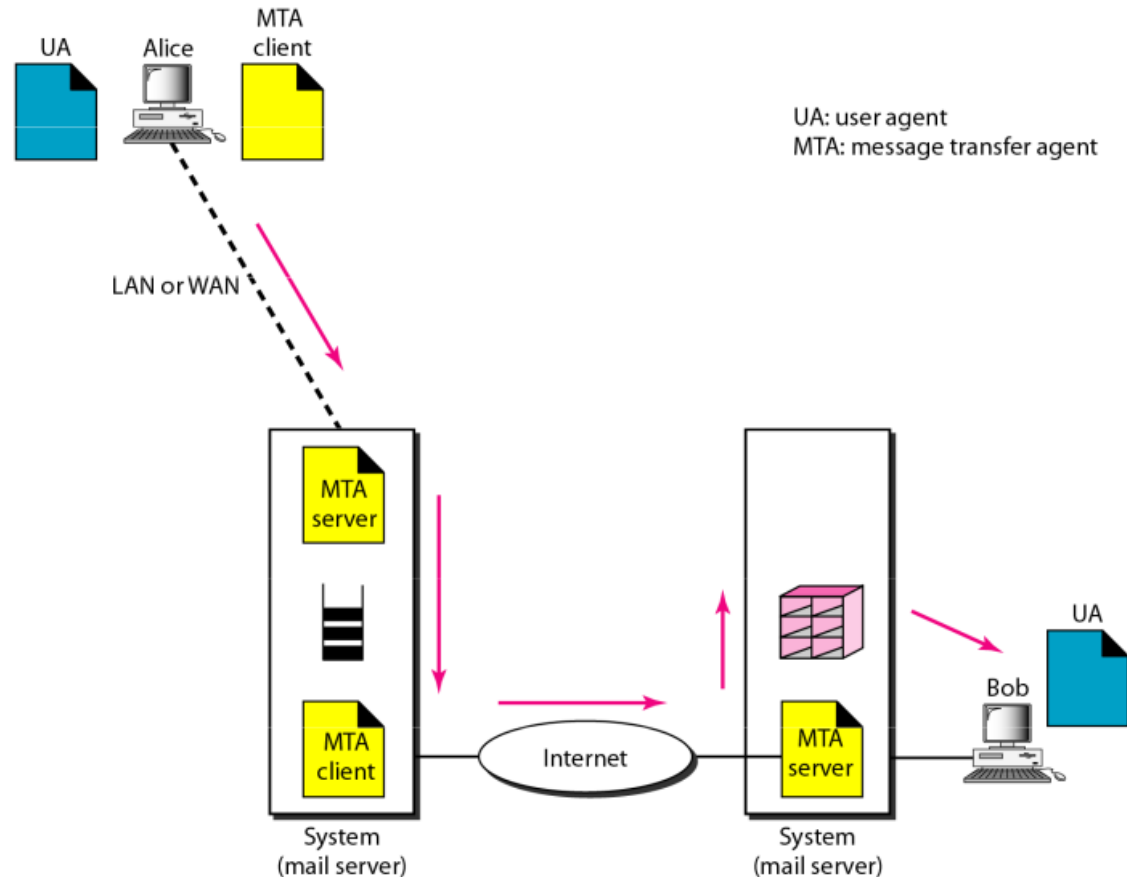 UA
Alice
MTA
client
UA: user agent
MTA: message transfer agent
LAN or WAN
MTA
server
UA
Bob
MTA
client
Internet
MTA
server
System
(mail server)
System
(mail server)